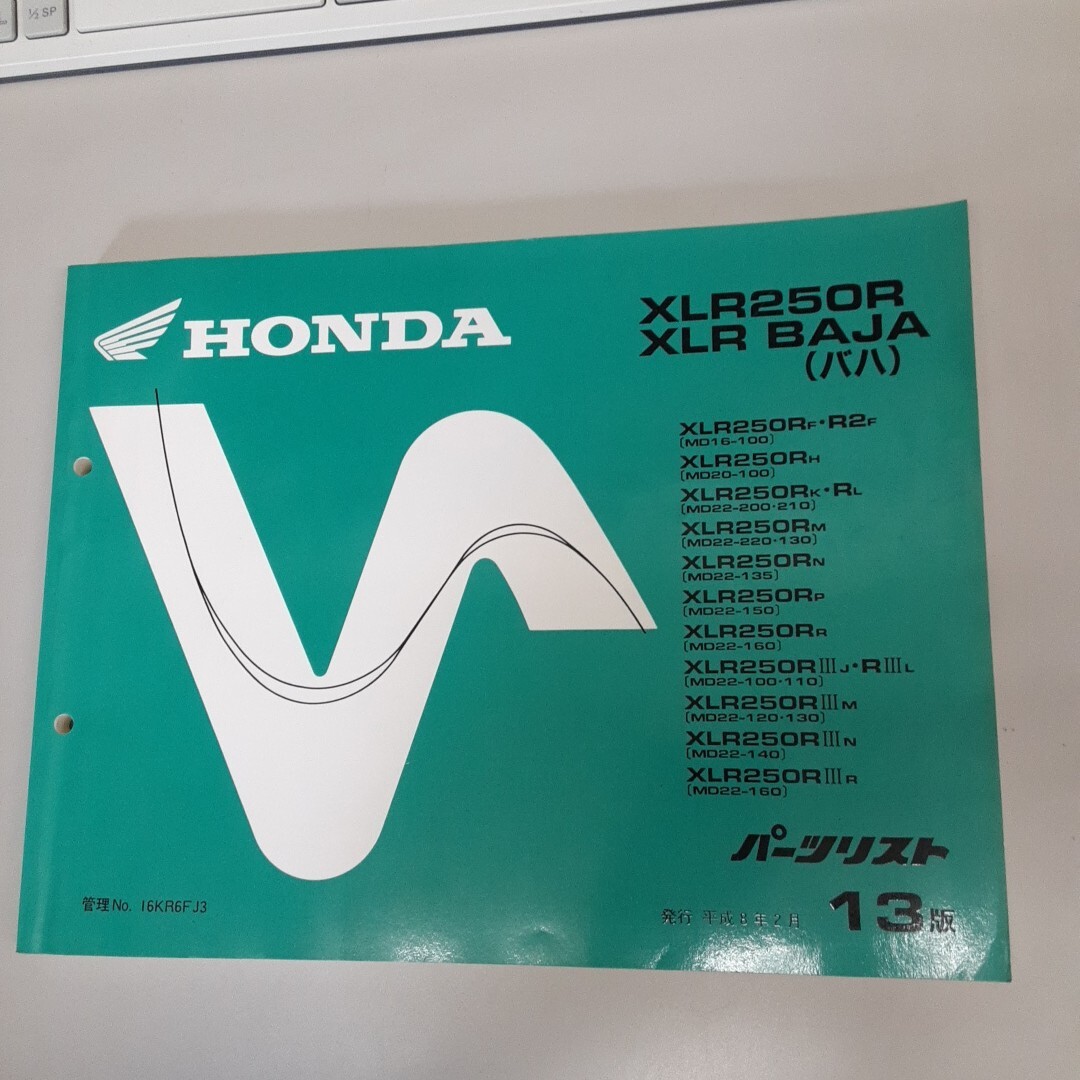 ½ SP
HONDA
XLR250R
XLR BAJA
(バハ)
XLR250RF・R2F
(MD16-100)
XLR250RH
(MD20-100)
XLR250RK・RL
(MD22-200・210)
XLR250RM
(MD22-220・130)
XLR250RN
(MD22-135)
XLR250RP
(MD22-150)
XLR250RR
(MD22-160)
XLR250RⅢJ・RⅢL
(MD22-100・110)
XLR250RⅢM
(MD22-120・130)
XLR250RⅢN
(MD22-140)
XLR250RⅢR
(MD22-160)
パーツリスト
管理No. 16KR6FJ3
発行 平成8年2月 13版